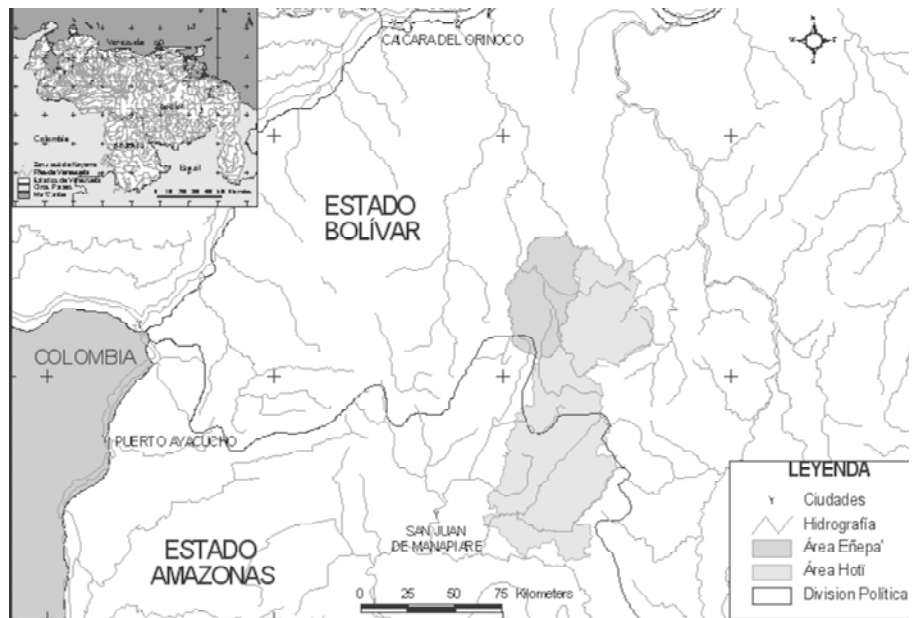 CAICARA DEL ORINOCO
Venezuela
Colombia
Brasil
ESTADO
BOLÍVAR
COLOMBIA
PUERTO AYACUCHO
SAN JUAN
DE MANAPIARE
ESTADO
AMAZONAS
0 25 50 75 Kilometers
LEYENDA
Ciudades
Hidrografía
Área Eñepa'
Área Hotï
Division Política